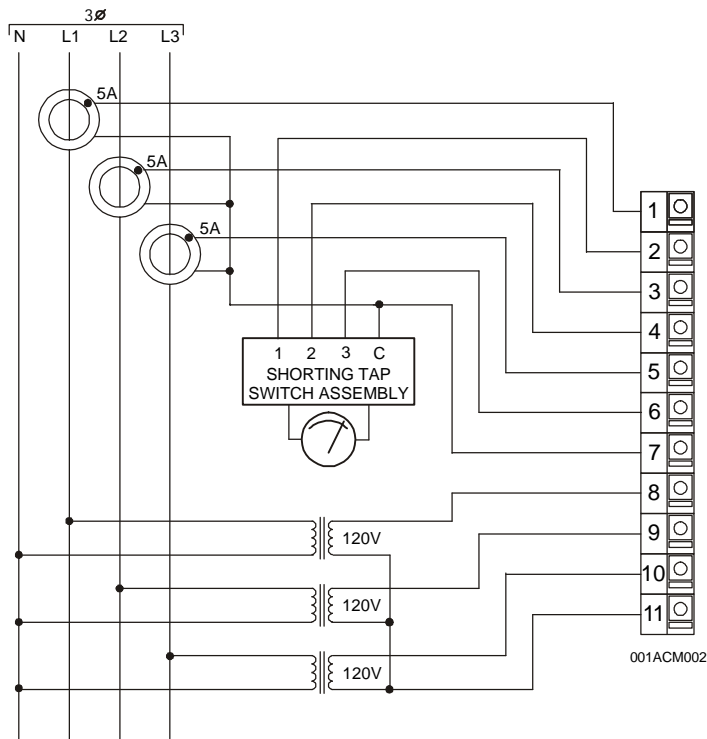 3Ø
N L1 L2 L3
5A
5A
5A
1
2
3
4
5
6
7
8
9
10
11
1 2 3 C
SHORTING TAP
SWITCH ASSEMBLY
120V
120V
120V
001ACM002